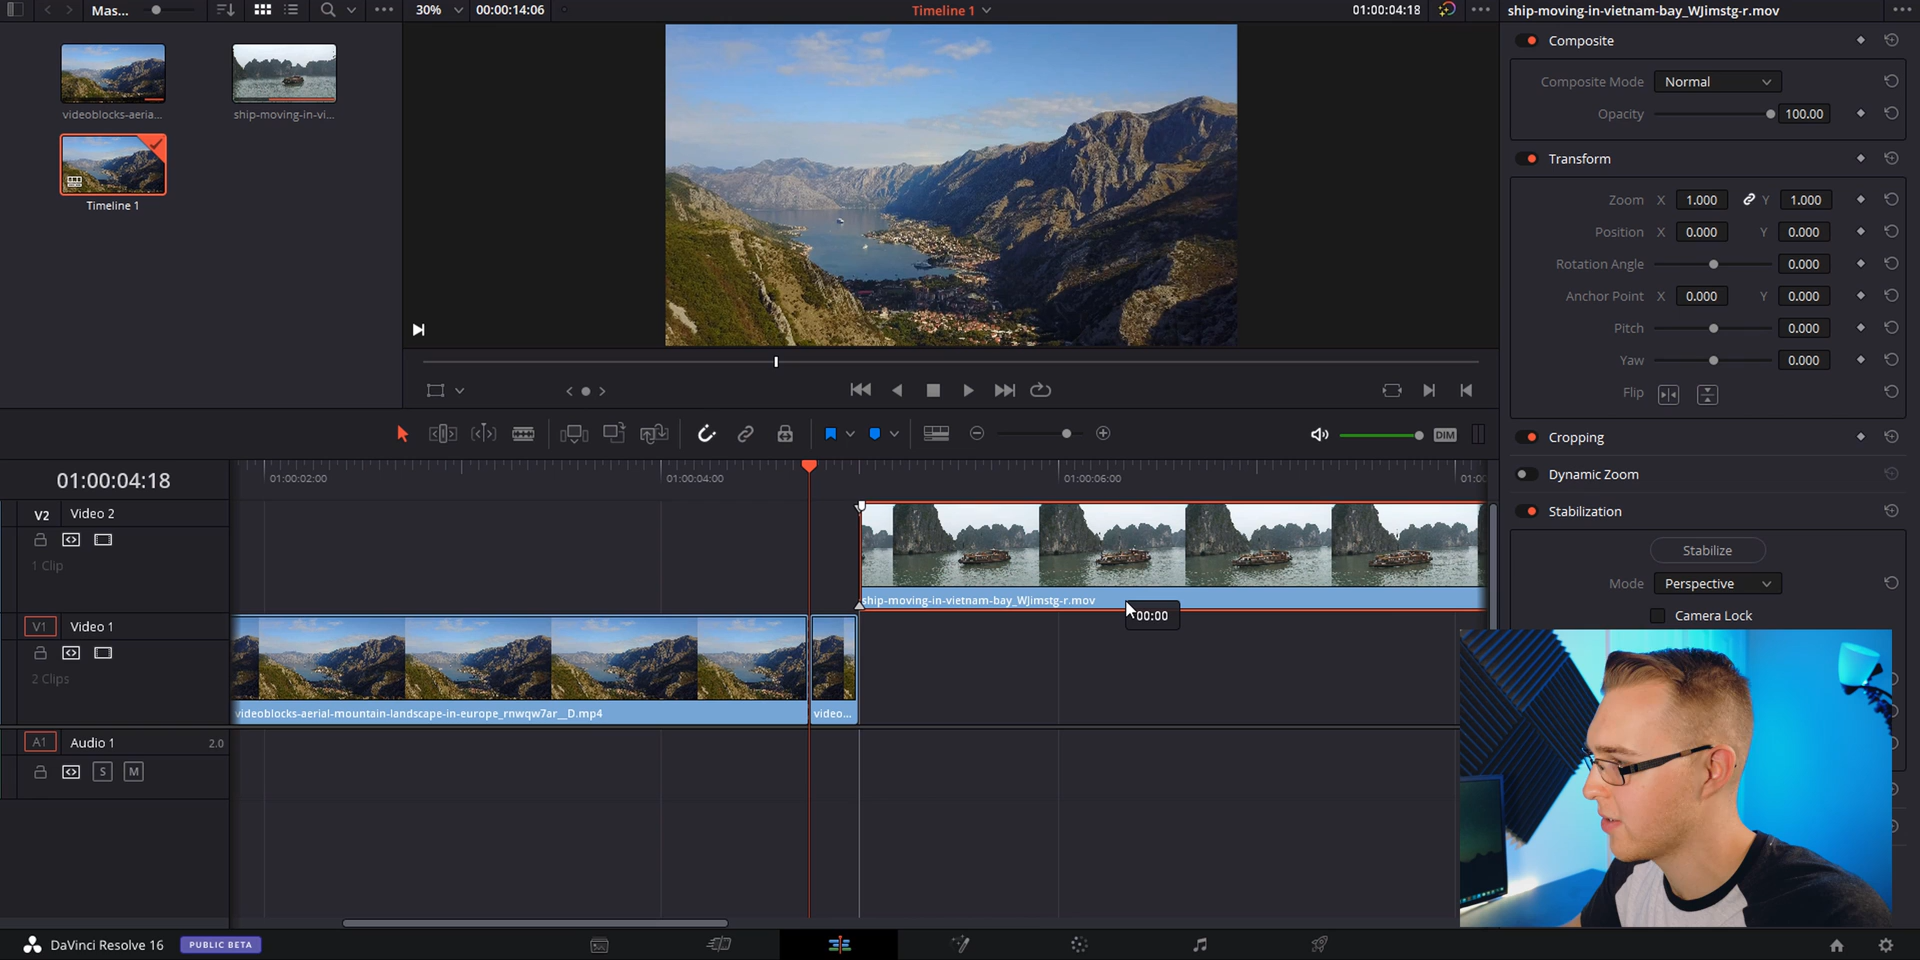 Mas...
30%
00:00:14:06
Timeline 1
01:00:04:18
ship-moving-in-vietnam-bay_WJimstg-r.mov
videoblocks-aeria...
ship-moving-in-vi...
Timeline 1
Composite
Composite Mode
Normal
Opacity
100.00
Transform
Zoom X 1.000 Y 1.000
Position X 0.000 Y 0.000
Rotation Angle 0.000
Anchor Point X 0.000 Y 0.000
Pitch 0.000
Yaw 0.000
Flip
Cropping
Dynamic Zoom
Stabilization
Stabilize
Mode Perspective
Camera Lock
DIM
01:00:04:18
01:00:02:00
01:00:04:00
01:00:06:00
01:00:
V2 Video 2
1 Clip
ship-moving-in-vietnam-bay_WJimstg-r.mov
00:00
V1 Video 1
2 Clips
videoblocks-aerial-mountain-landscape-in-europe_rnwqw7ar__D.mp4
video...
A1 Audio 1 2.0
S M
DaVinci Resolve 16
PUBLIC BETA